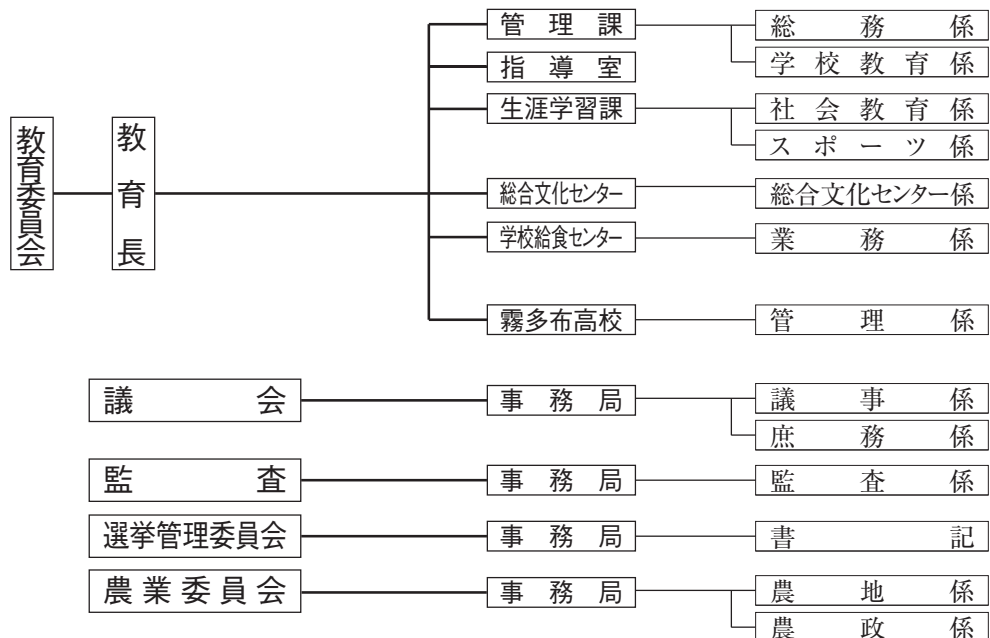 教育委員会
教育長
管理課
総務係
学校教育係
指導室
生涯学習課
社会教育係
スポーツ係
総合文化センター
総合文化センター係
学校給食センター
業務係
霧多布高校
管理係
議会
事務局
議事係
庶務係
監査
事務局
監査係
選挙管理委員会
事務局
書記
農業委員会
事務局
農地係
農政係